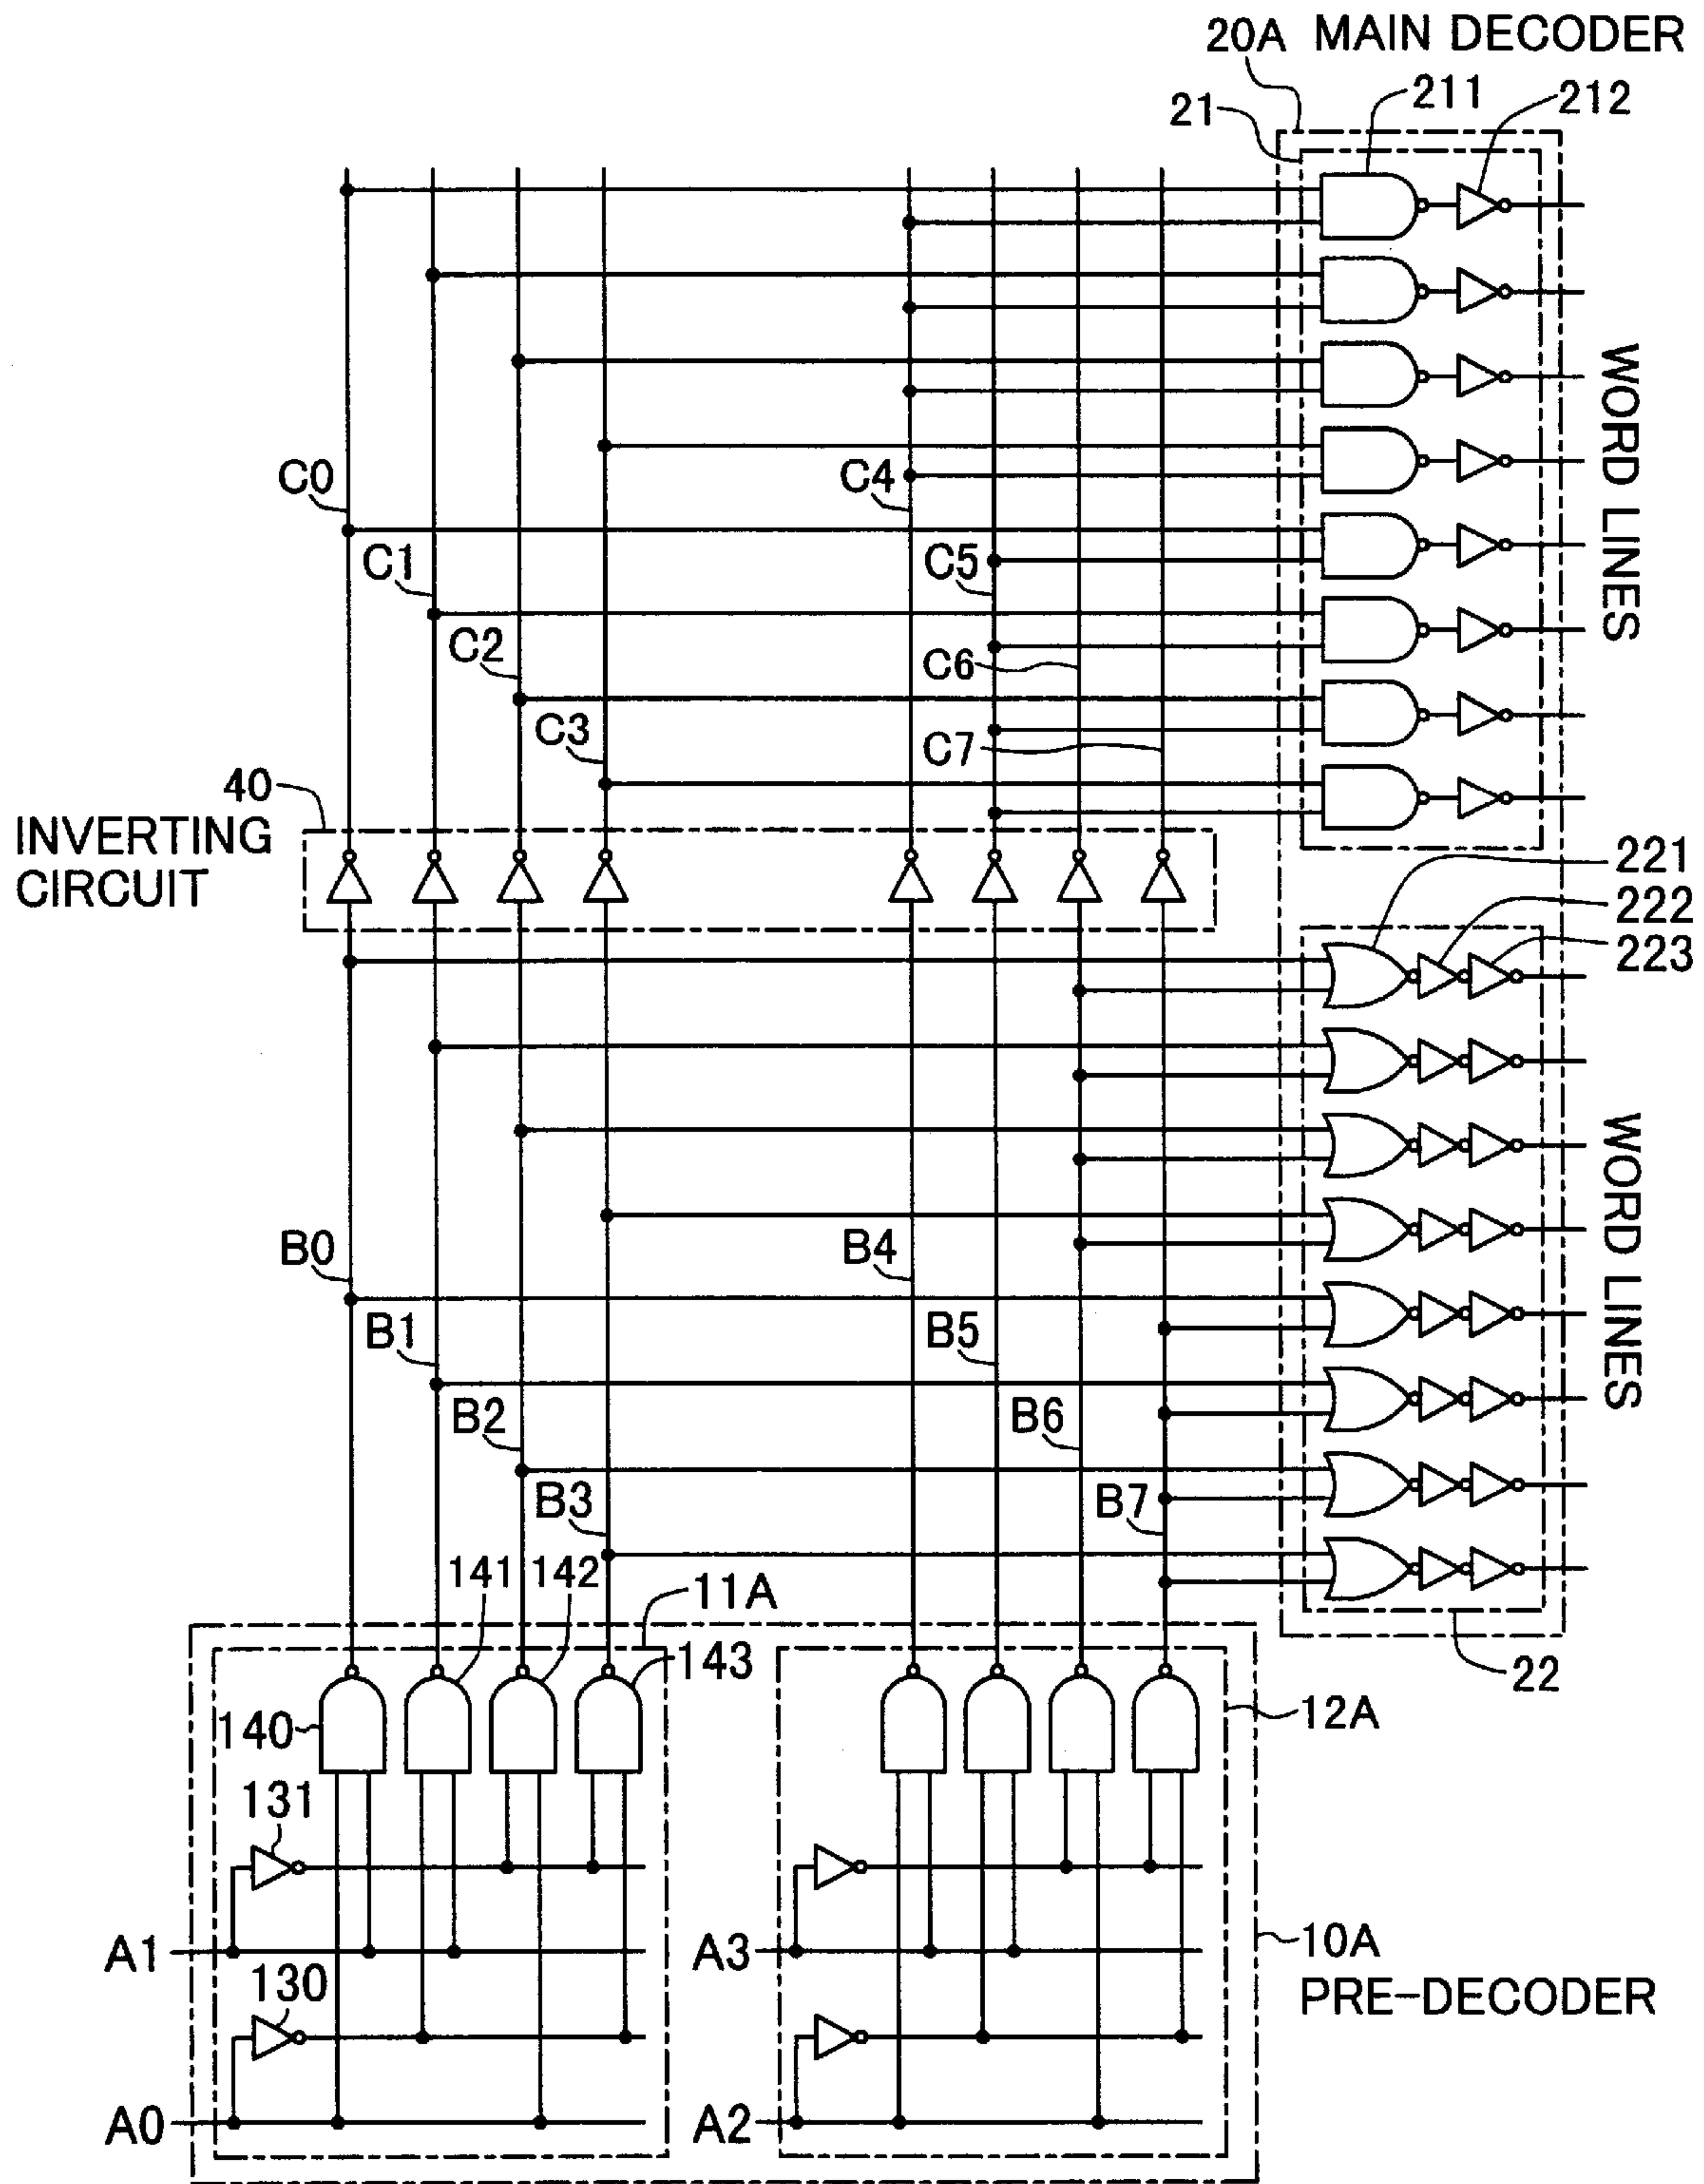 20A MAIN DECODER
211
21
212
WORD LINES
C0
C4
C1
C5
C2
C6
C3
C7
40
INVERTING
CIRCUIT
221
222
223
WORD LINES
B0
B4
B1
B5
B2
B6
B3
B7
141 142
11A
143
22
140
12A
131
A1
A3
10A
130
PRE-DECODER
A0
A2